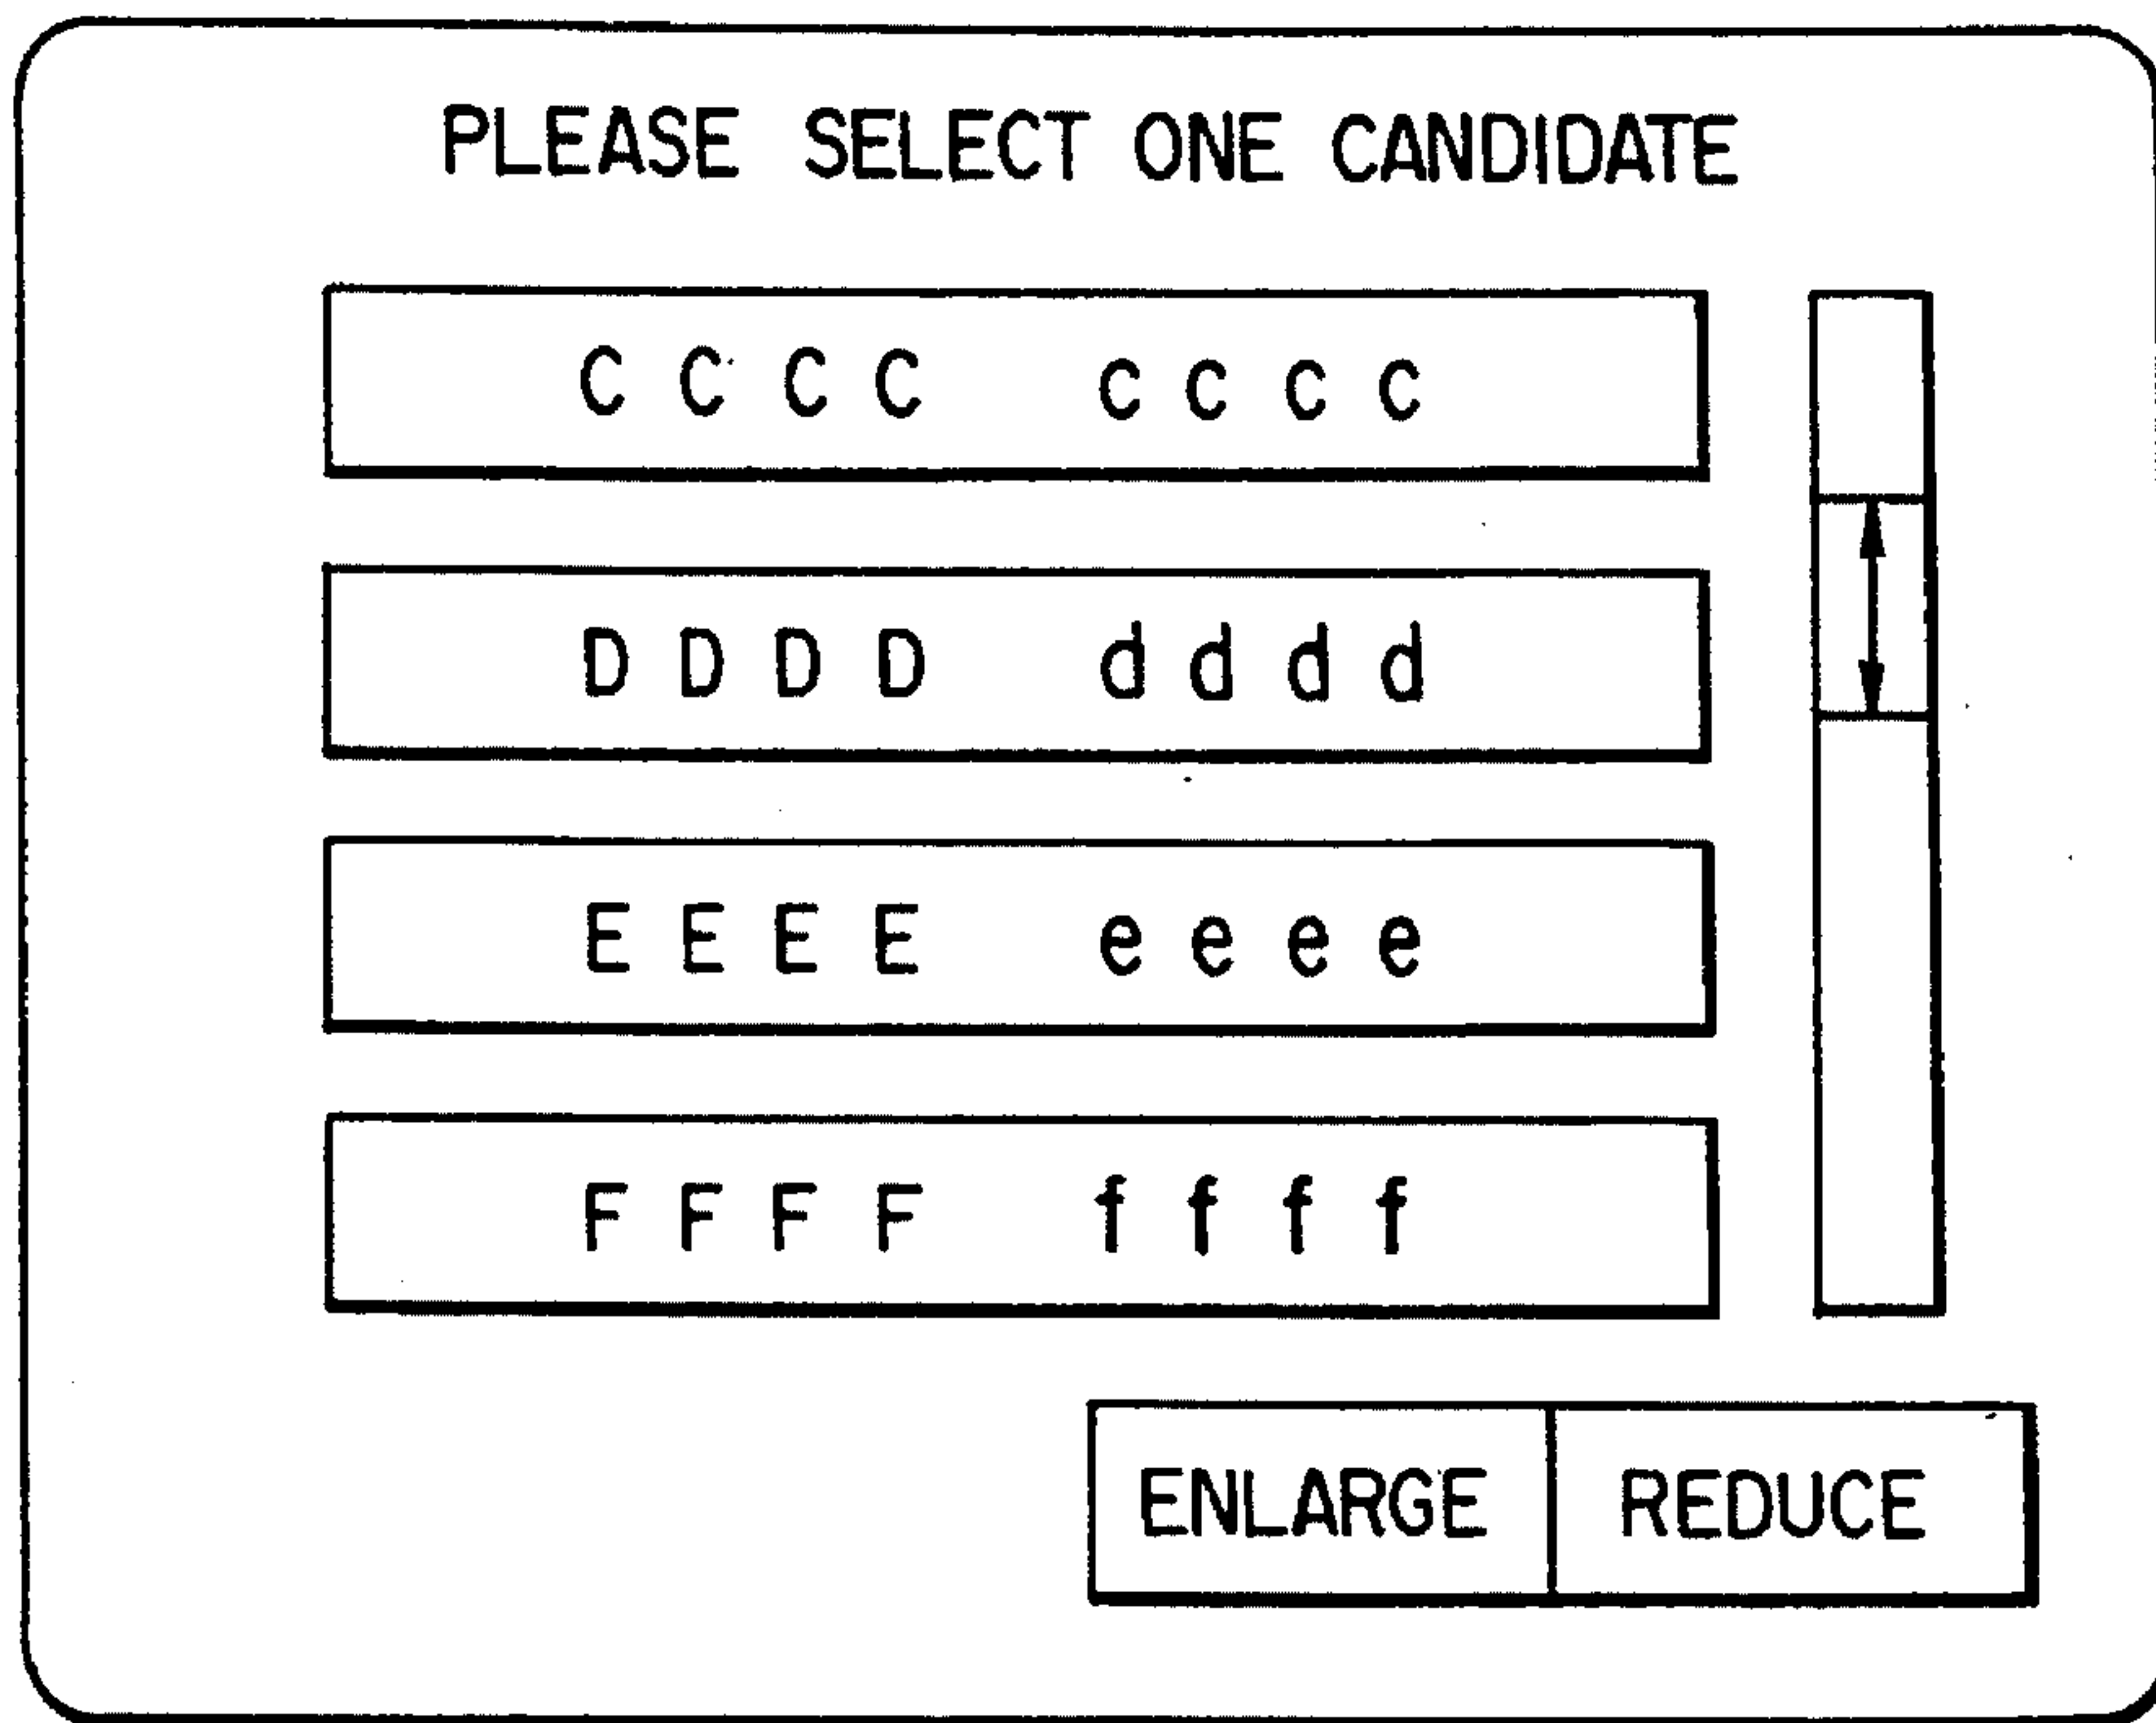 PLEASE SELECT ONE CANDIDATE
C C C C c c c c
D D D D d d d d
E E E E e e e e
F F F F f f f f
ENLARGE REDUCE